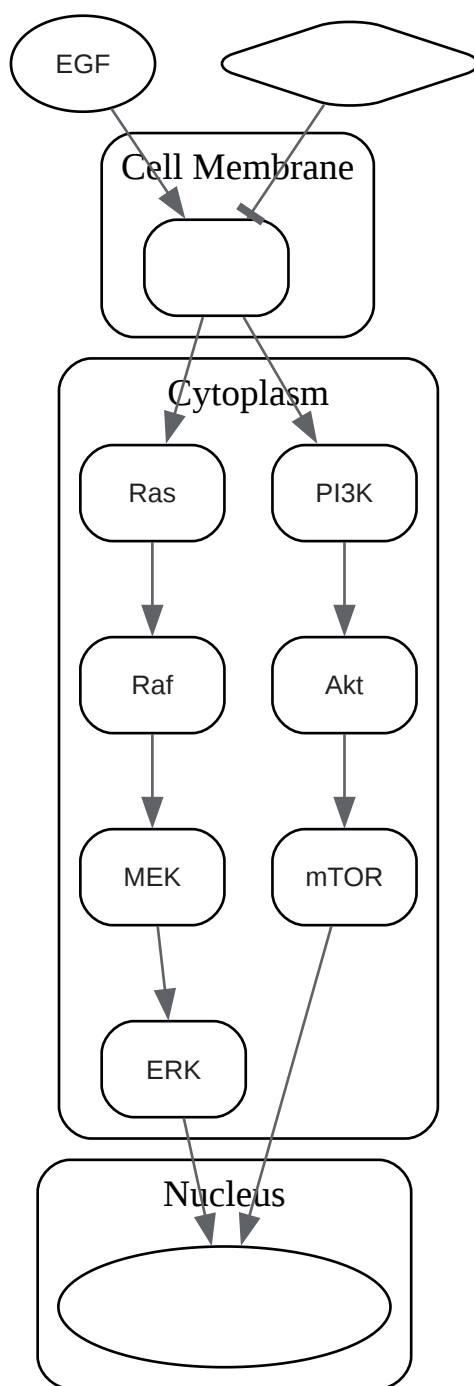 EGF
Cell Membrane
Cytoplasm
Ras
PI3K
Raf
Akt
MEK
mTOR
ERK
Nucleus